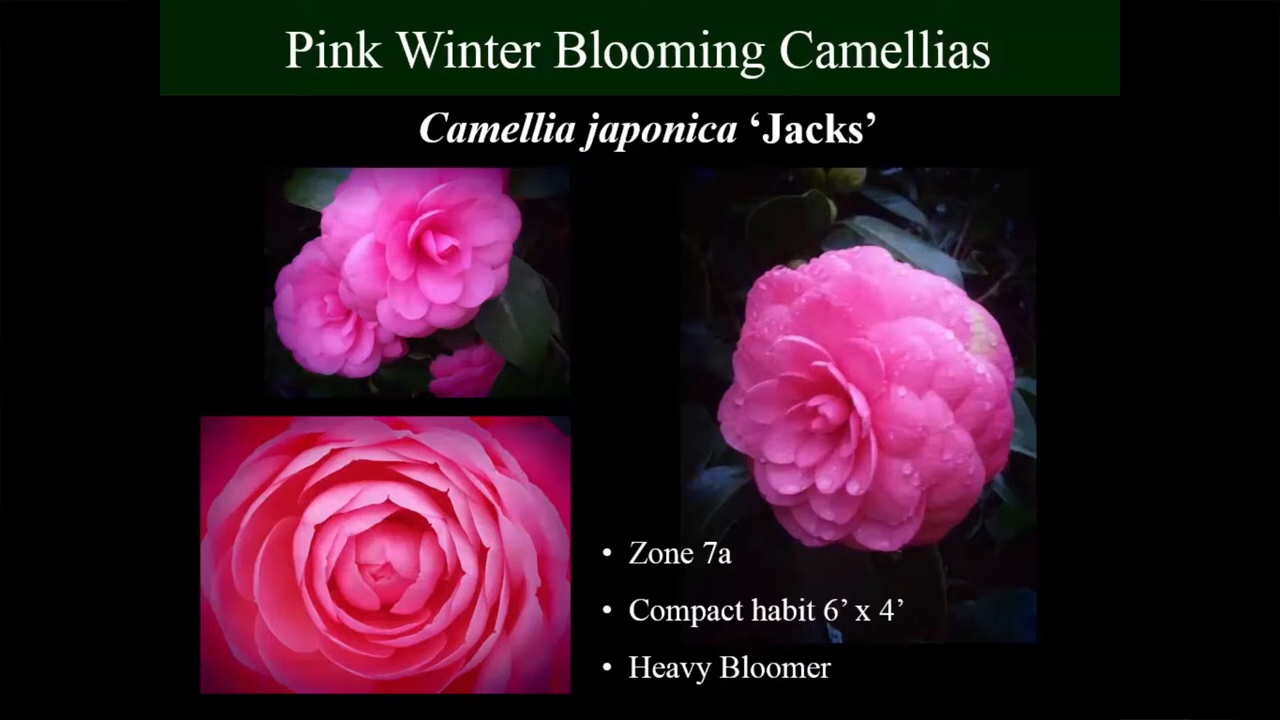 Pink Winter Blooming Camellias
Camellia japonica ‘Jacks’
• Zone 7a
• Compact habit 6’ x 4’
• Heavy Bloomer